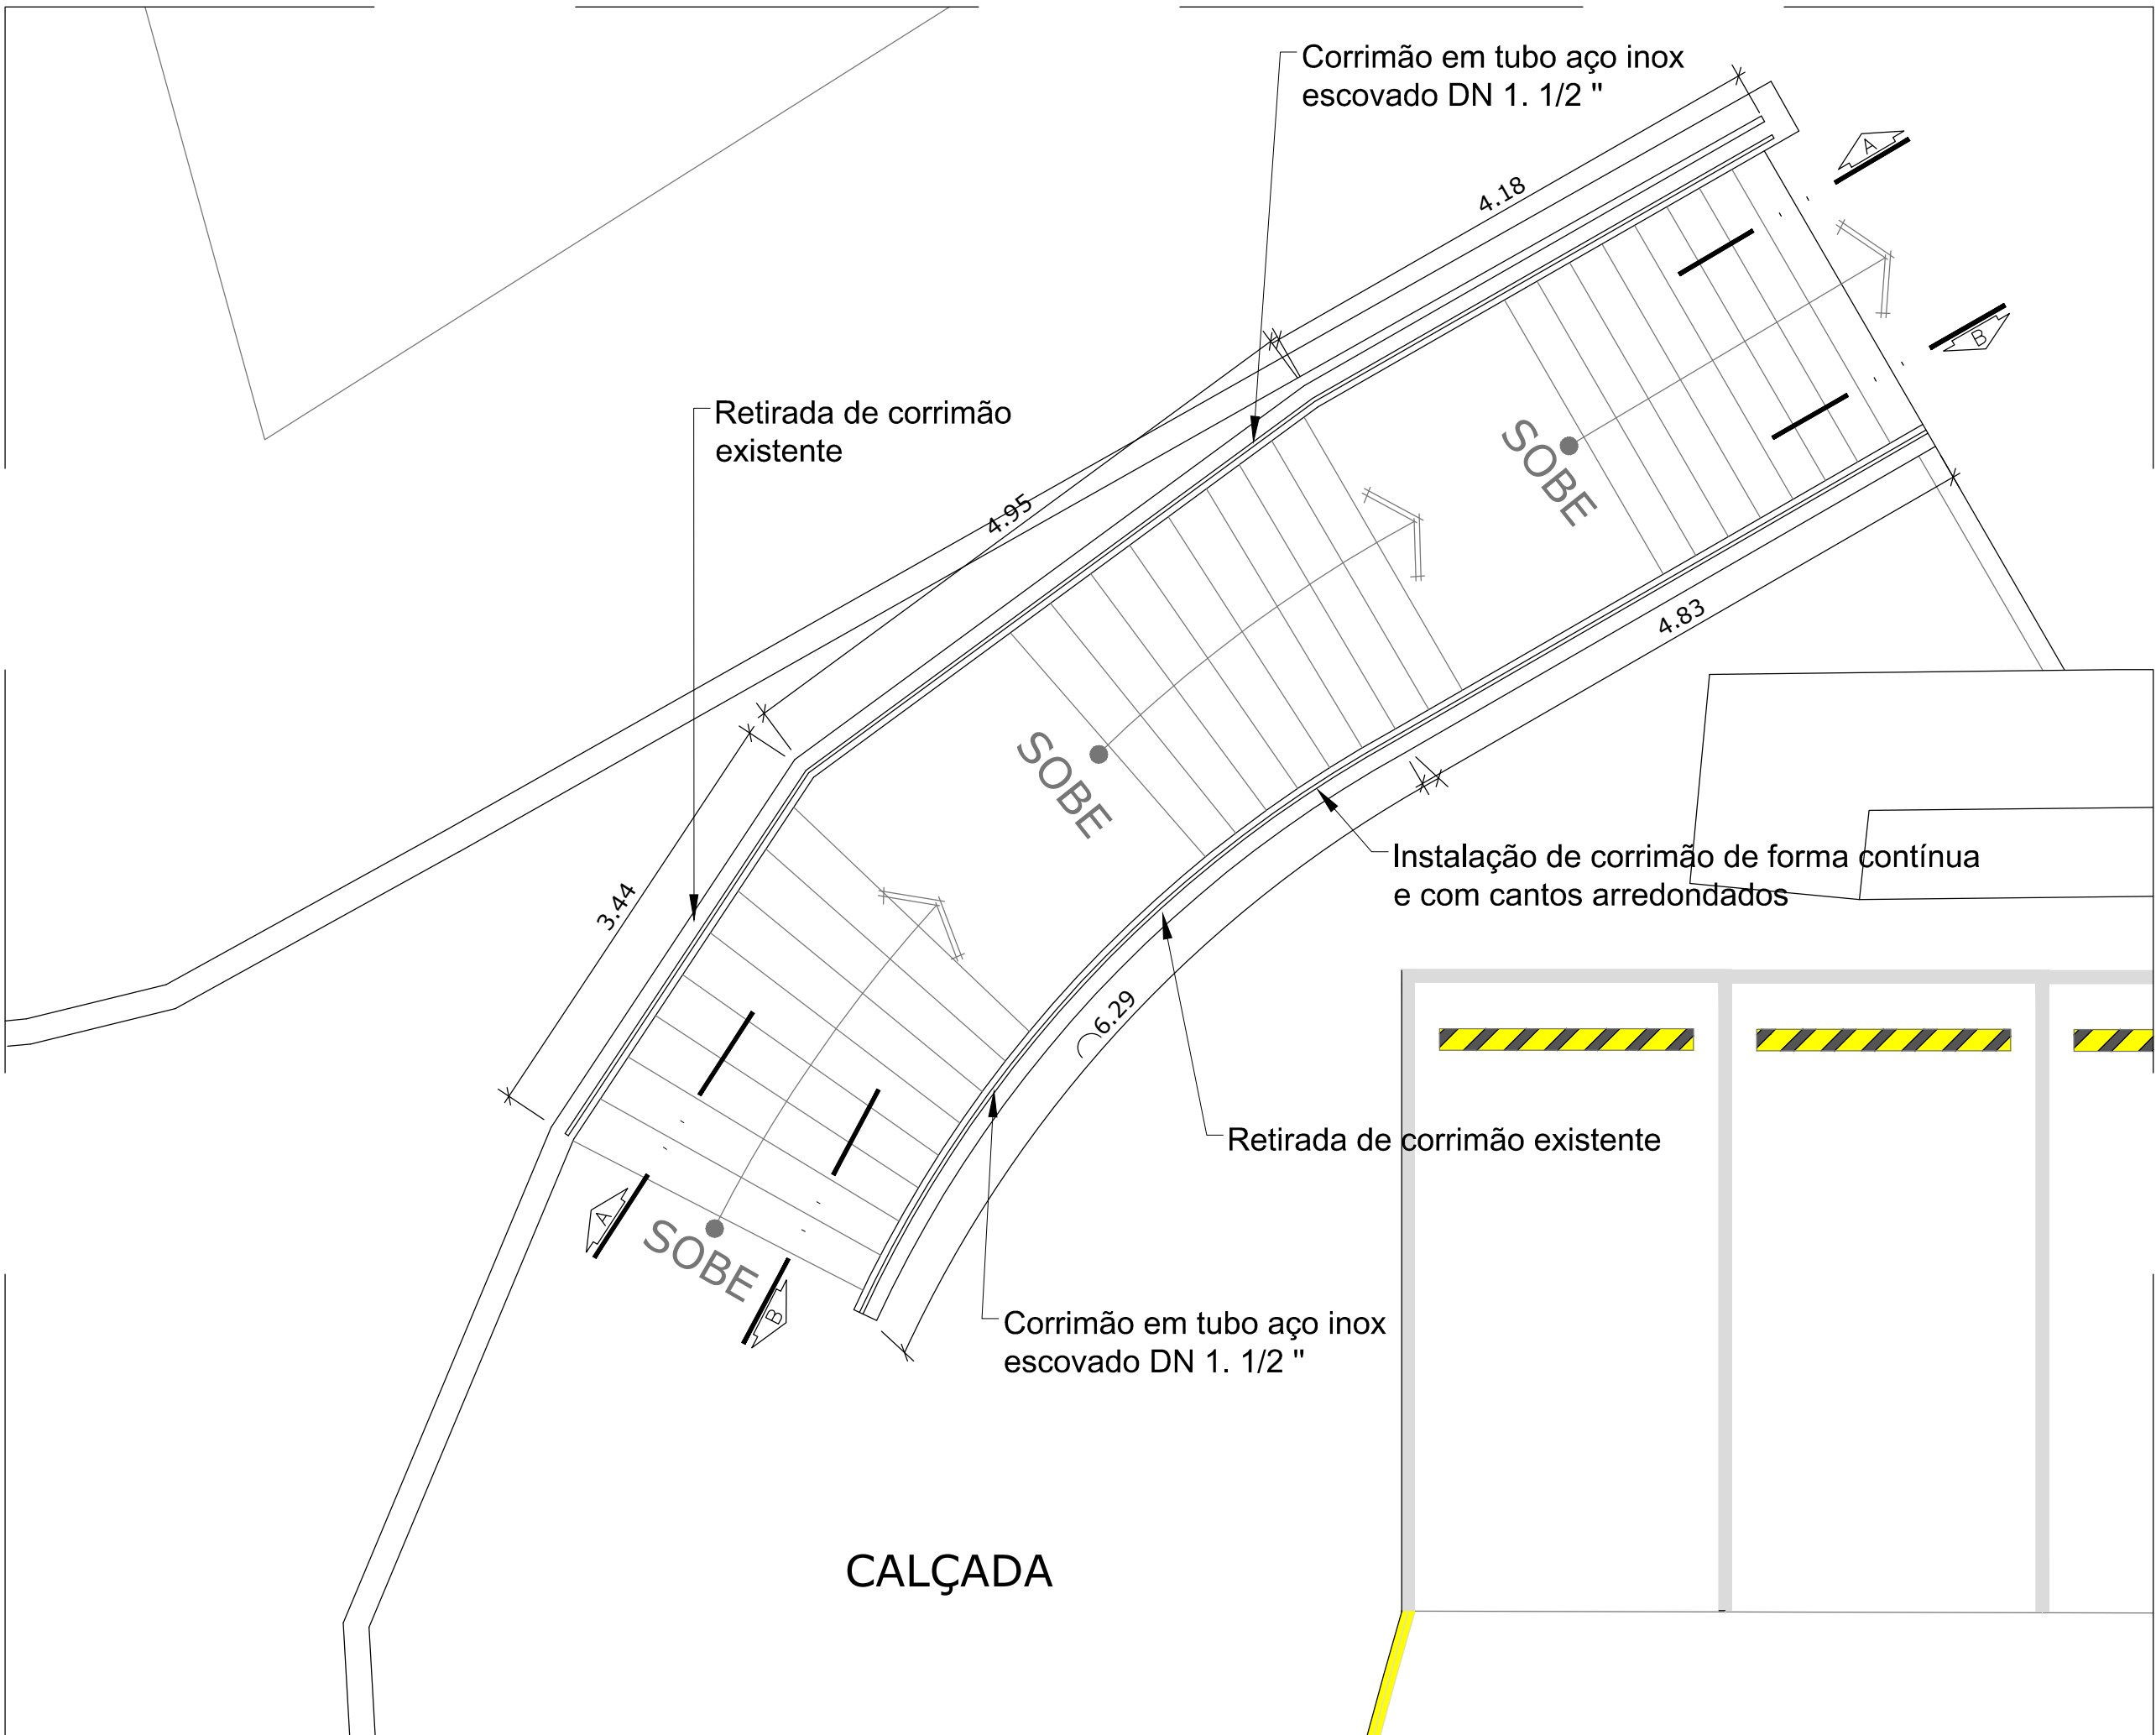 Corrimão em tubo aço inox
escovado DN 1. 1/2 "
A
4.18
B
Retirada de corrimão
existente
SOBE
4.95
4.83
SOBE
Instalação de corrimão de forma contínua
e com cantos arredondados
3.44
6.29
Retirada de corrimão existente
A
SOBE
B
Corrimão em tubo aço inox
escovado DN 1. 1/2 "
CALÇADA